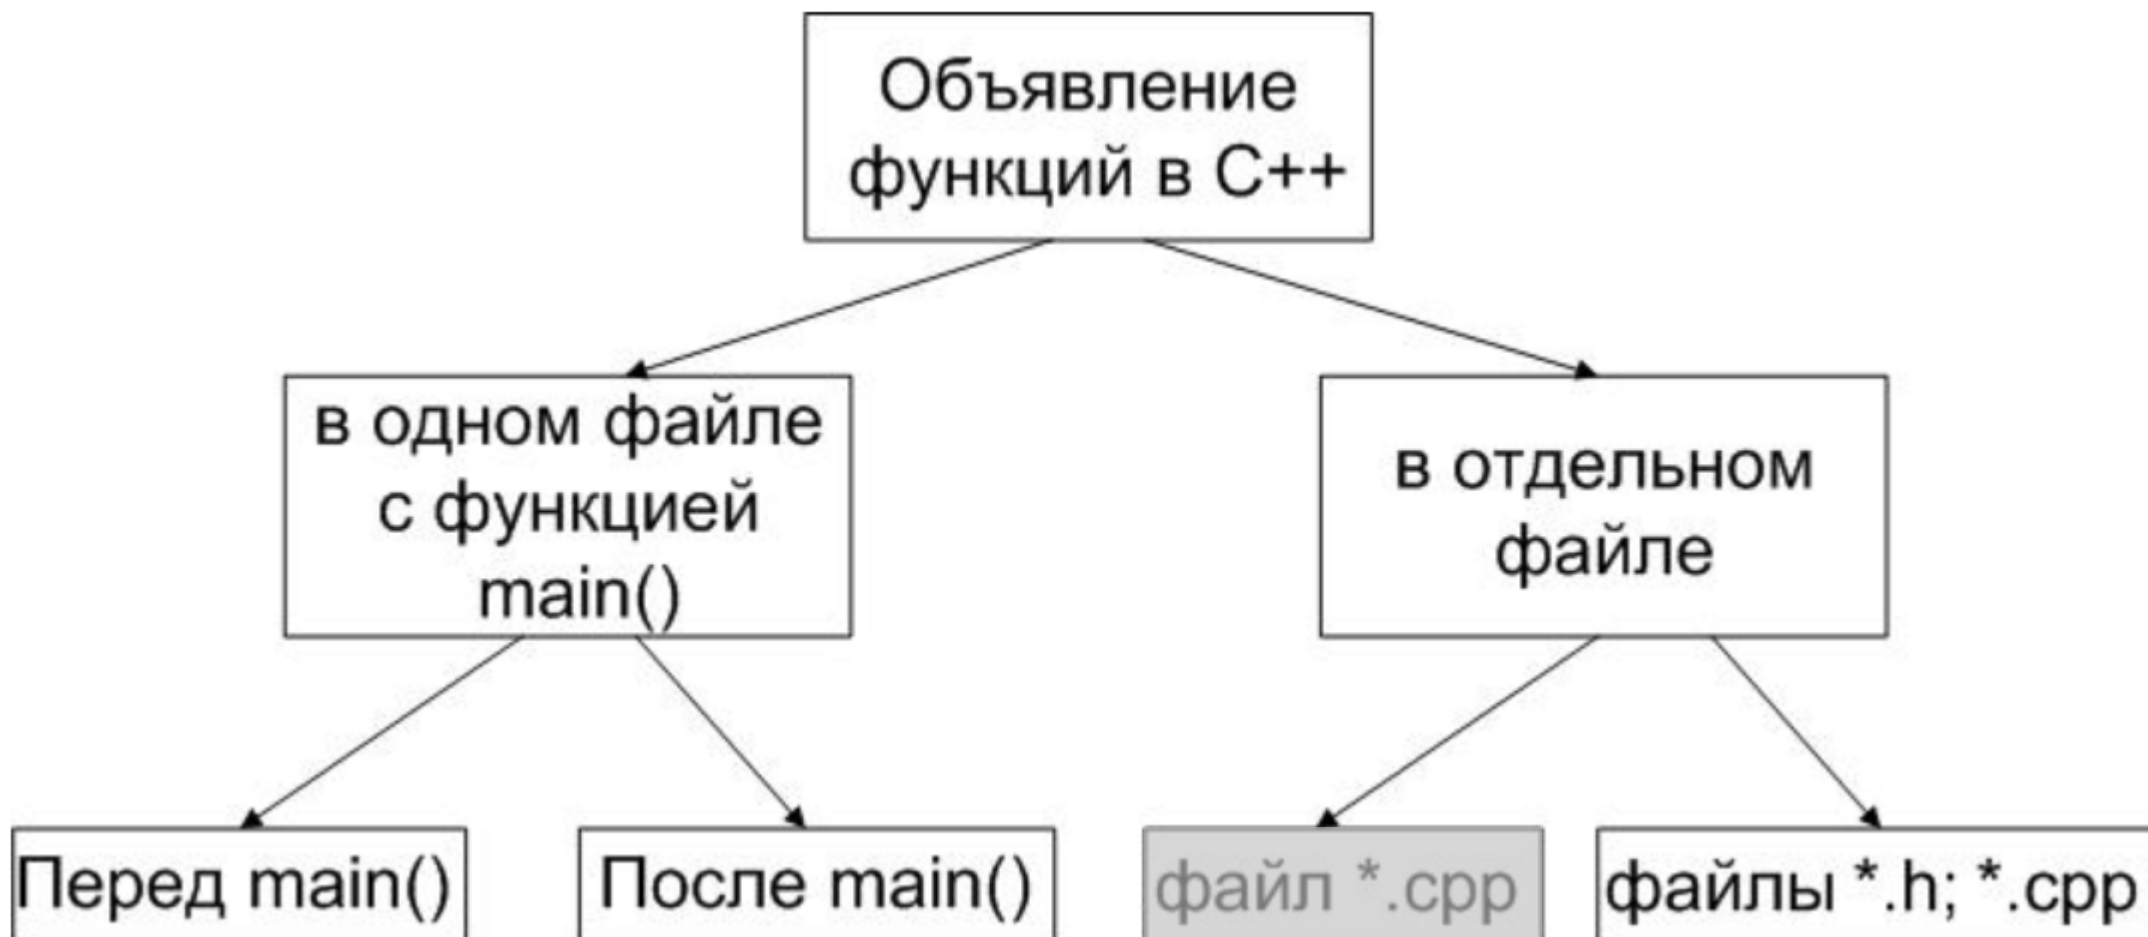 Объявление
функций в С++
в одном файле
с функцией
main()
в отдельном
файле
Перед main()
После main()
файл *.cpp
файлы *.h; *.cpp